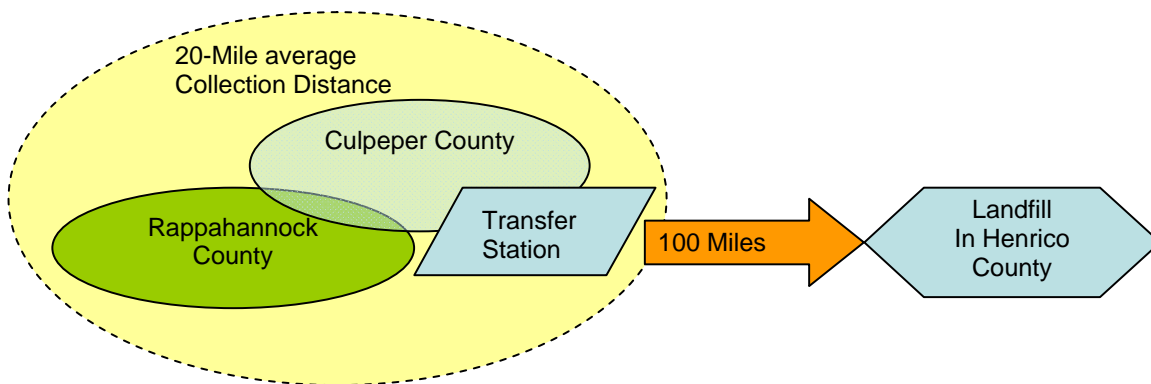 20-Mile average
Collection Distance
Culpeper County
Rappahannock
County
Transfer
Station
100 Miles
Landfill
In Henrico
County